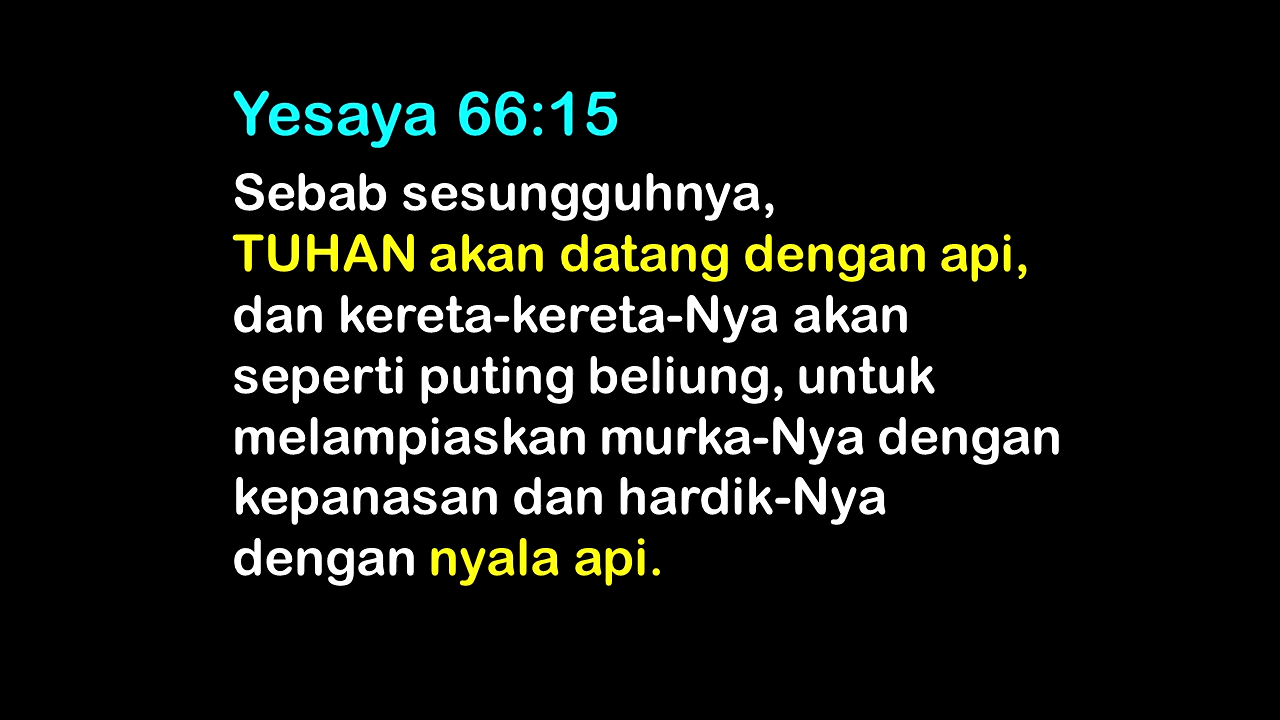 Yesaya 66:15
Sebab sesungguhnya,
TUHAN akan datang dengan api,
dan kereta-kereta-Nya akan
seperti puting beliung, untuk
melampiaskan murka-Nya dengan
kepanasan dan hardik-Nya
dengan nyala api.